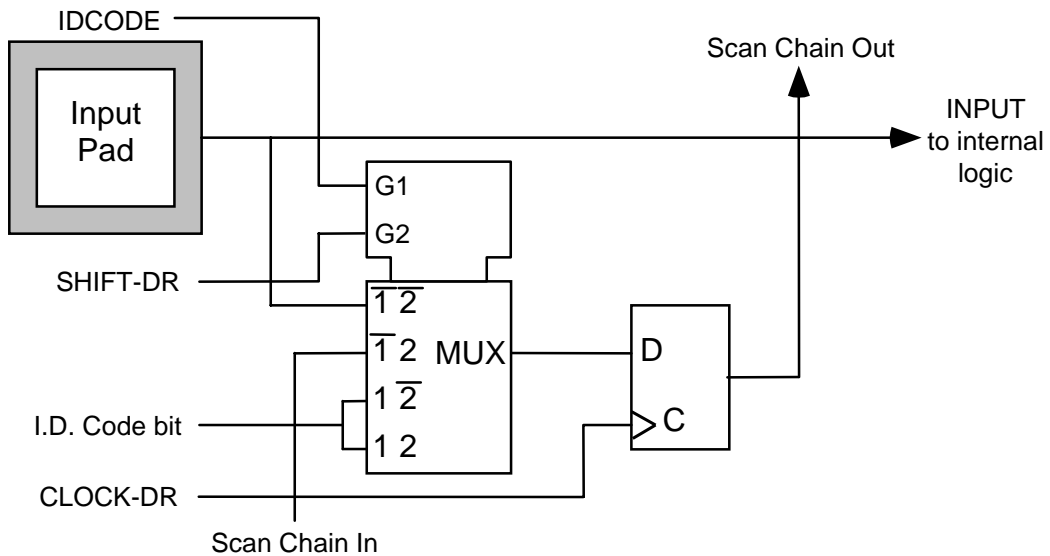 IDCODE
Input
Pad
Scan Chain Out
INPUT
to internal
logic
G1
G2
SHIFT-DR
1̅ 2̅
1̅ 2
MUX
1 2̅
1 2
I.D. Code bit
D
C
CLOCK-DR
Scan Chain In